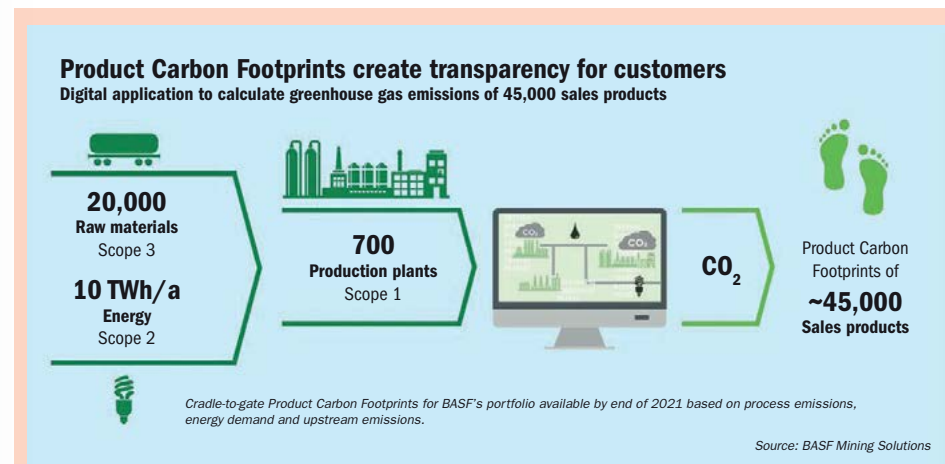 Product Carbon Footprints create transparency for customers
Digital application to calculate greenhouse gas emissions of 45,000 sales products
20,000
Raw materials
Scope 3
10 TWh/a
Energy
Scope 2
700
Production plants
Scope 1
CO₂
CO₂
CO₂
Product Carbon
Footprints of
~45,000
Sales products
Cradle-to-gate Product Carbon Footprints for BASF's portfolio available by end of 2021 based on process emissions,
energy demand and upstream emissions.
Source: BASF Mining Solutions